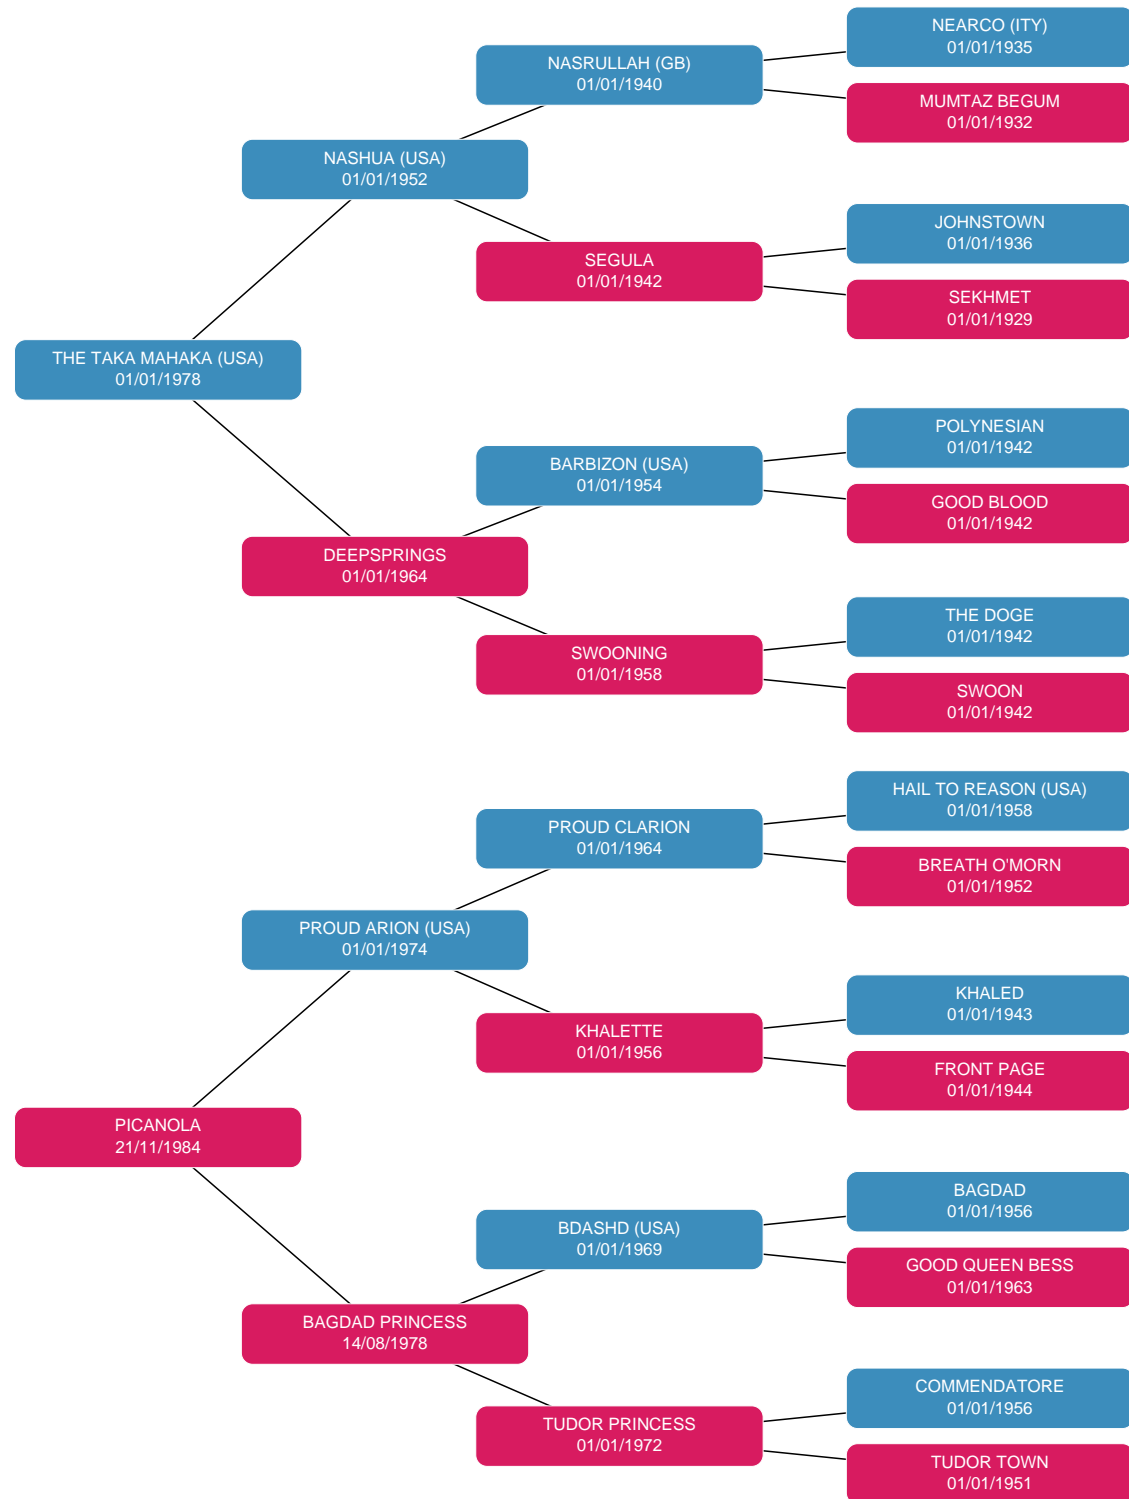 NEARCO (ITY)
01/01/1935
NASRULLAH (GB)
01/01/1940
MUMTAZ BEGUM
01/01/1932
NASHUA (USA)
01/01/1952
JOHNSTOWN
01/01/1936
SEGULA
01/01/1942
SEKHMET
01/01/1929
THE TAKA MAHAKA (USA)
01/01/1978
POLYNESIAN
01/01/1942
BARBIZON (USA)
01/01/1954
GOOD BLOOD
01/01/1942
DEEPSPRINGS
01/01/1964
THE DOGE
01/01/1942
SWOONING
01/01/1958
SWOON
01/01/1942
HAIL TO REASON (USA)
01/01/1958
PROUD CLARION
01/01/1964
BREATH O'MORN
01/01/1952
PROUD ARION (USA)
01/01/1974
KHALED
01/01/1943
KHALETTE
01/01/1956
FRONT PAGE
01/01/1944
PICANOLA
21/11/1984
BAGDAD
01/01/1956
BDASHD (USA)
01/01/1969
GOOD QUEEN BESS
01/01/1963
BAGDAD PRINCESS
14/08/1978
COMMENDATORE
01/01/1956
TUDOR PRINCESS
01/01/1972
TUDOR TOWN
01/01/1951